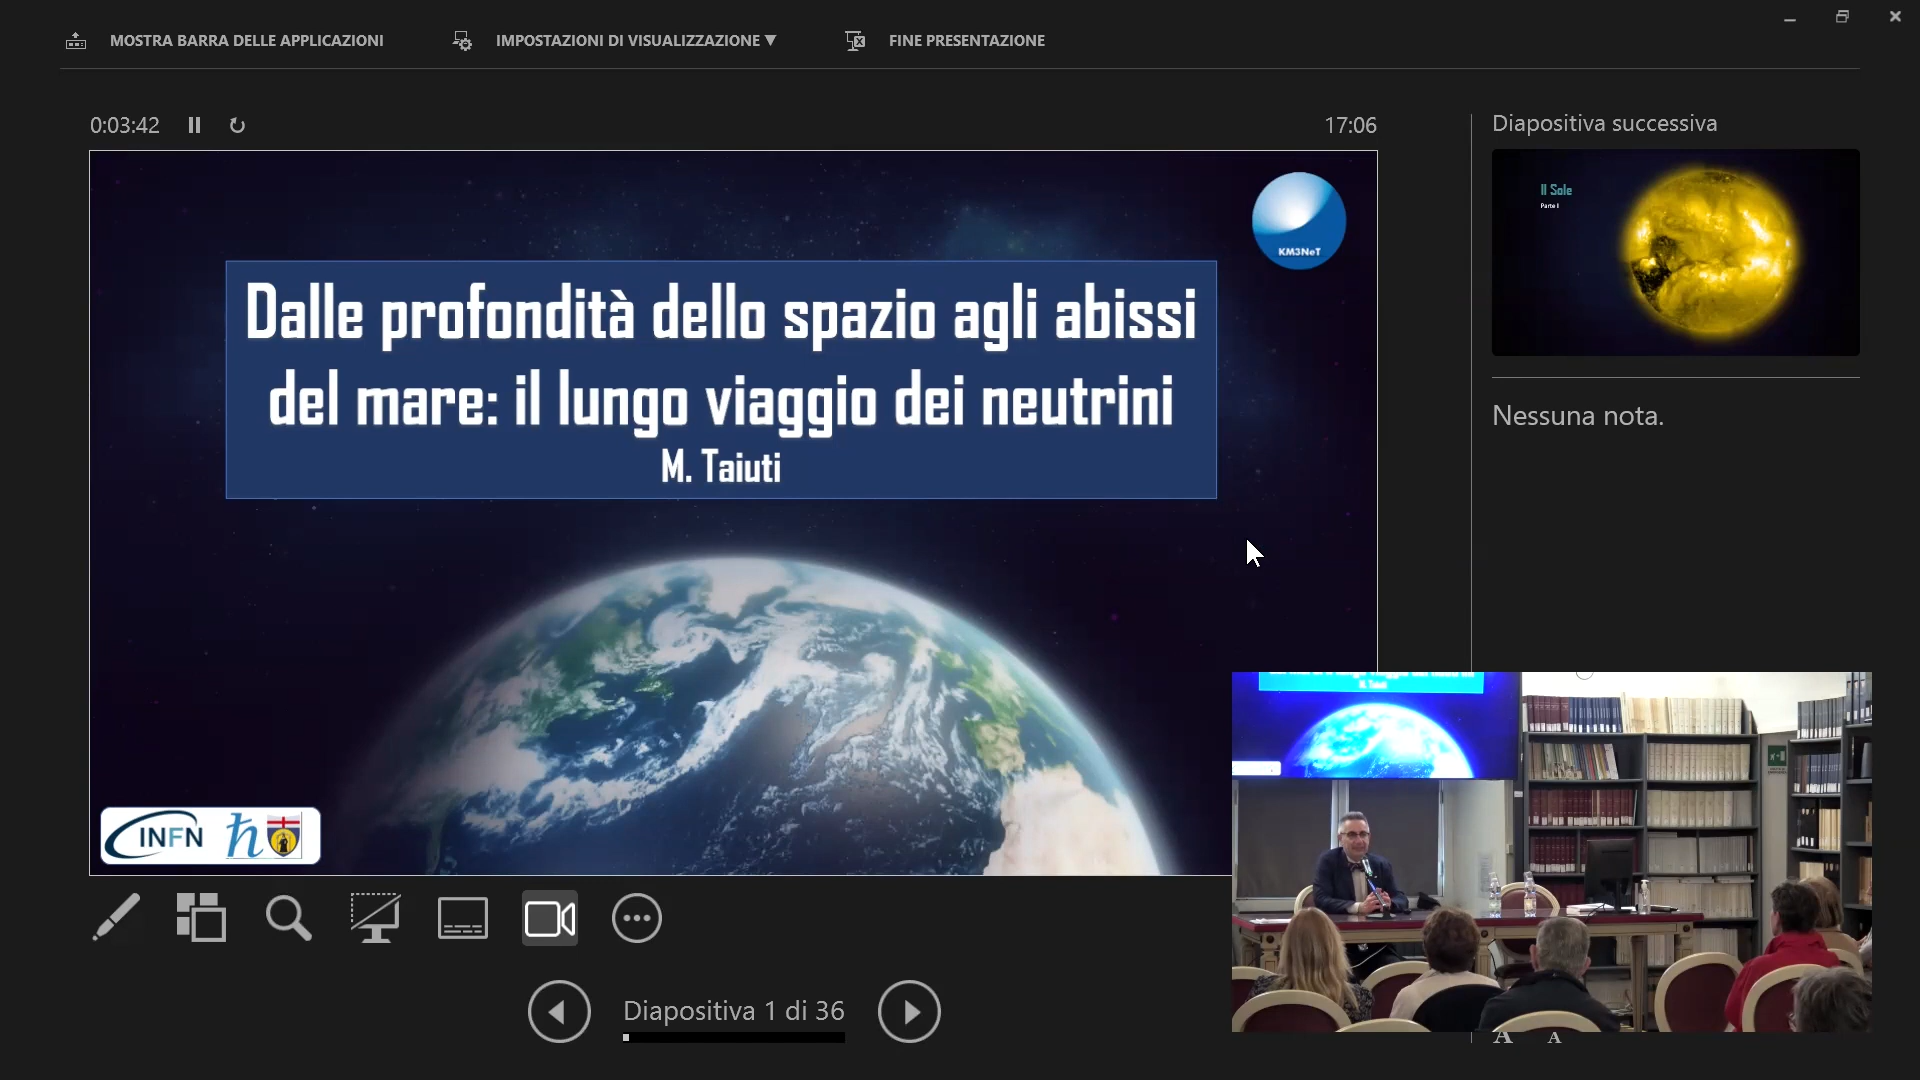 MOSTRA BARRA DELLE APPLICAZIONI
IMPOSTAZIONI DI VISUALIZZAZIONE ▼
FINE PRESENTAZIONE
0:03:42
17:06
KM3NeT
Dalle profondità dello spazio agli abissi
del mare: il lungo viaggio dei neutrini
M. Taiuti
INFN ħ
Diapositiva 1 di 36
Diapositiva successiva
Il Sole
Parte I
Nessuna nota.
A A